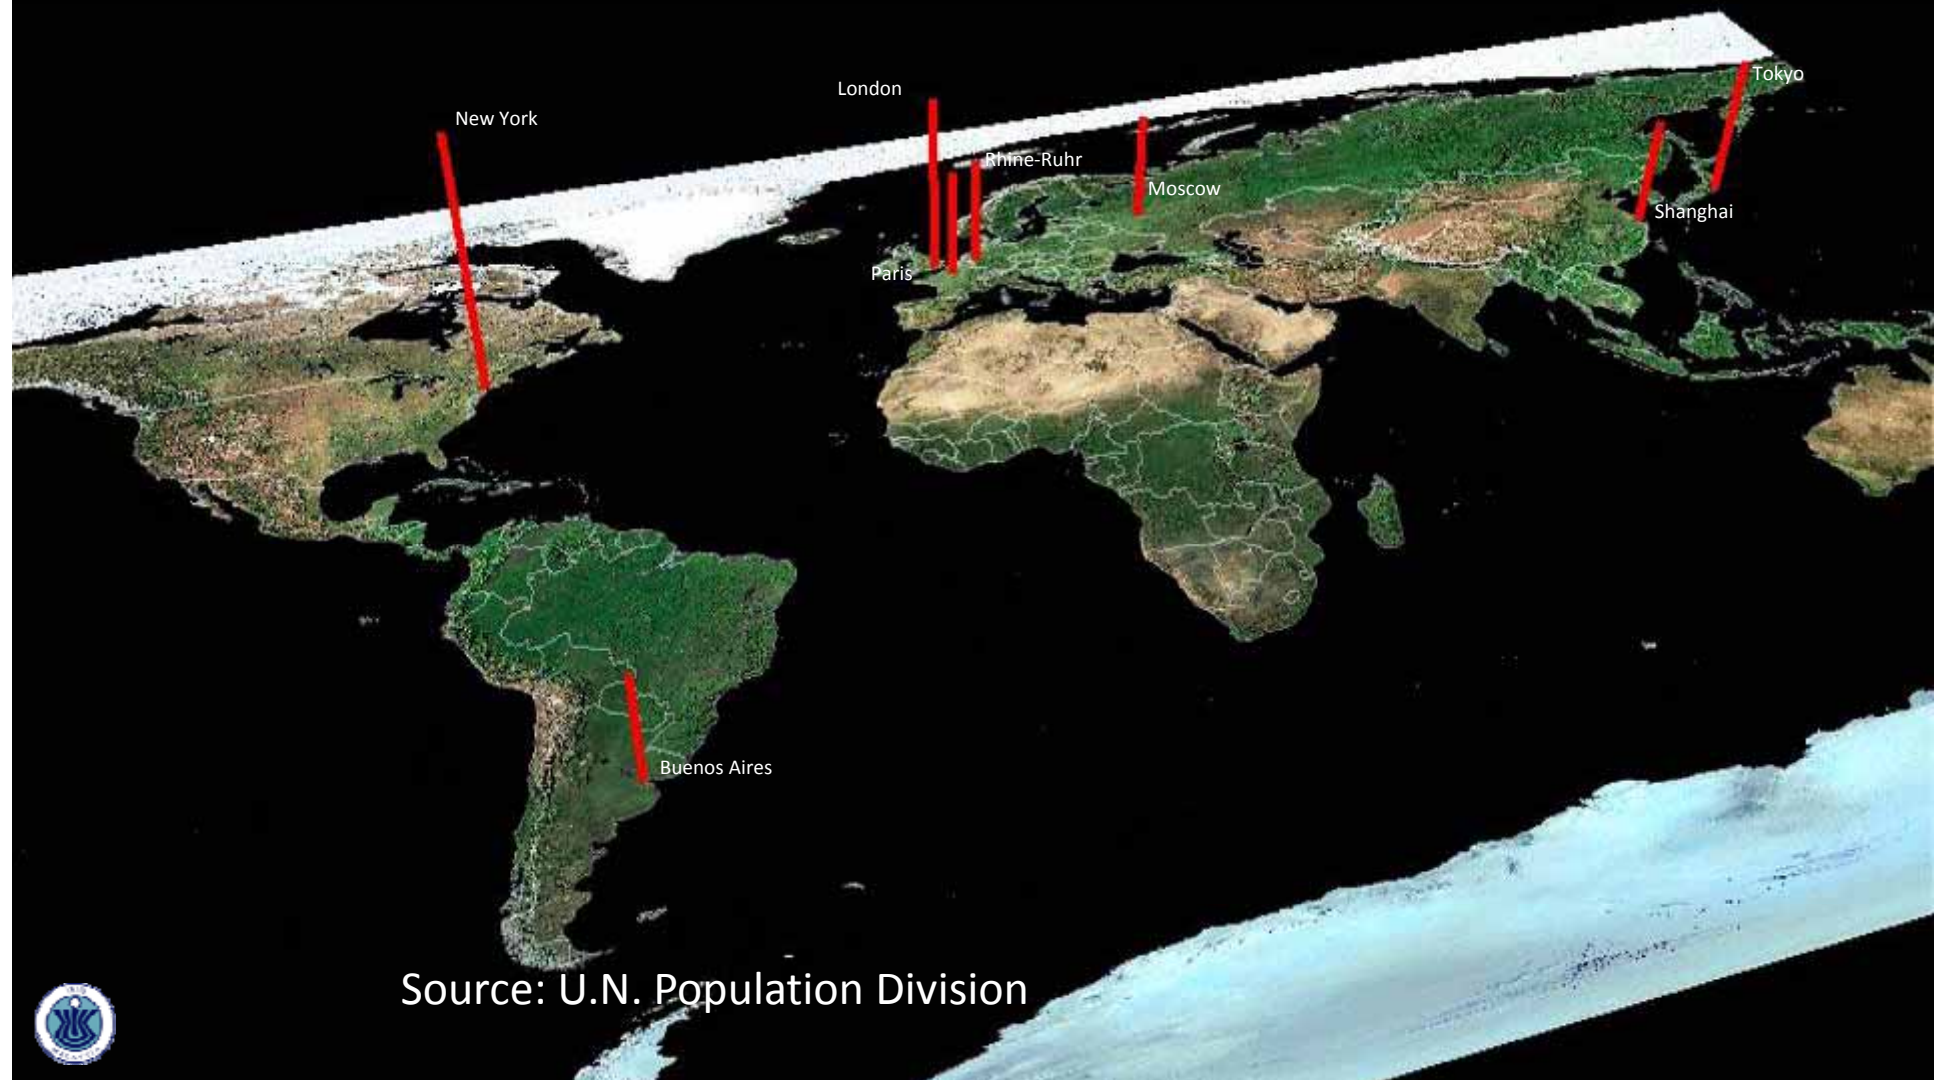 London
Tokyo
New York
Rhine-Ruhr
Moscow
Shanghai
Paris
Buenos Aires
Source: U.N. Population Division